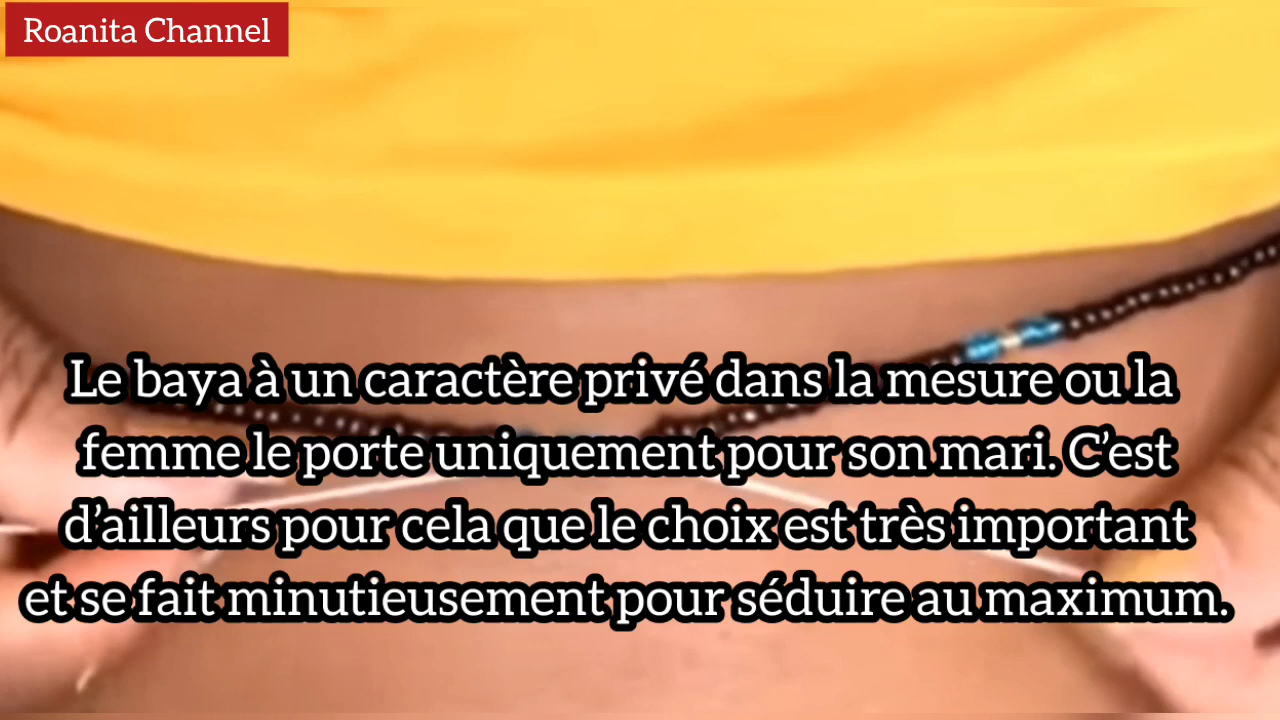 Roanita Channel
Le baya à un caractère privé dans la mesure ou la
femme le porte uniquement pour son mari. C’est
d’ailleurs pour cela que le choix est très important
et se fait minutieusement pour séduire au maximum.